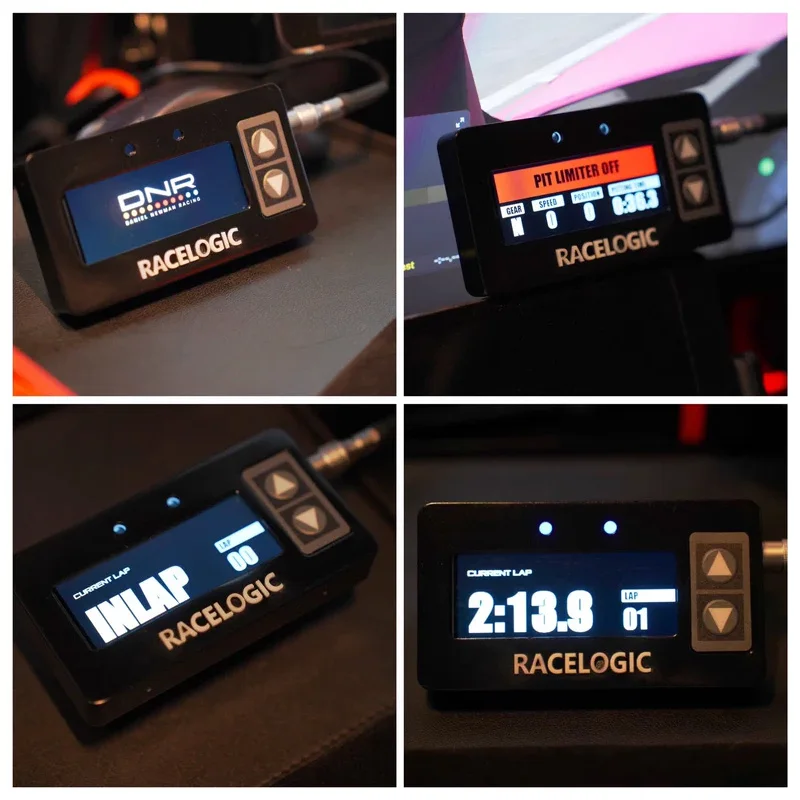 DNR
DANIEL NEWMAN RACING
RACELOGIC
PIT LIMITER OFF
GEAR SPEED POSITION
N 0 0 0:36.3
RACELOGIC
CURRENT LAP
LAP
INLAP 00
RACELOGIC
CURRENT LAP
LAP
2:13.9 01
RACELOGIC